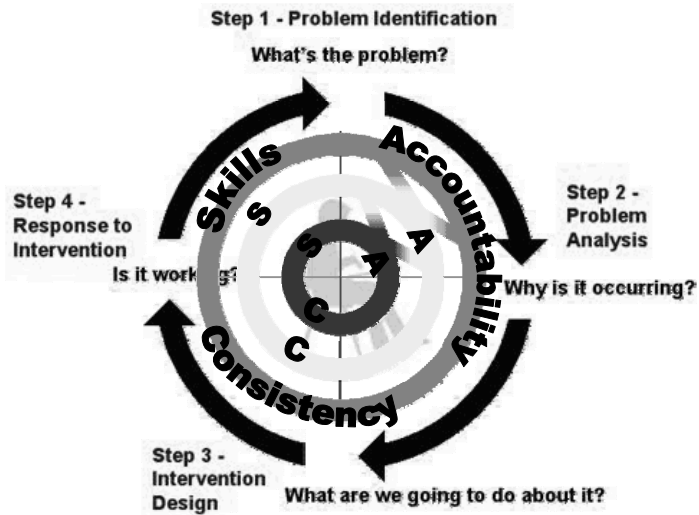 Step 1 - Problem Identification
What's the problem?
Accountability
Skills
Step 2 -
Problem
Analysis
Why is it occurring?
Step 4 -
Response to
Intervention
Is it working?
S
S
A
A
C
C
Consistency
Step 3 -
Intervention
Design
What are we going to do about it?